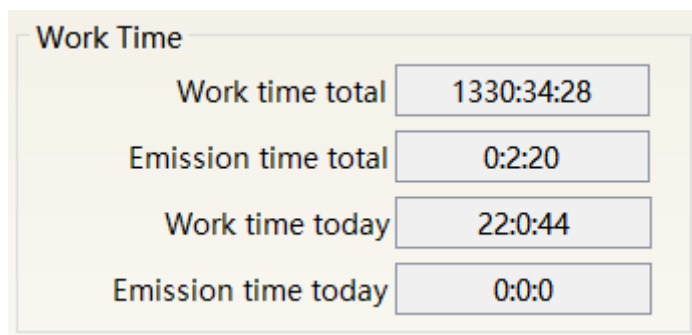 Work Time
Work time total 1330:34:28
Emission time total 0:2:20
Work time today 22:0:44
Emission time today 0:0:0